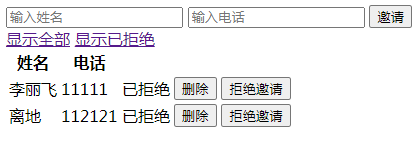 输入姓名 输入电话 邀请
显示全部 显示已拒绝
姓名 电话
李丽飞 11111 已拒绝 删除 拒绝邀请
离地 112121 已拒绝 删除 拒绝邀请